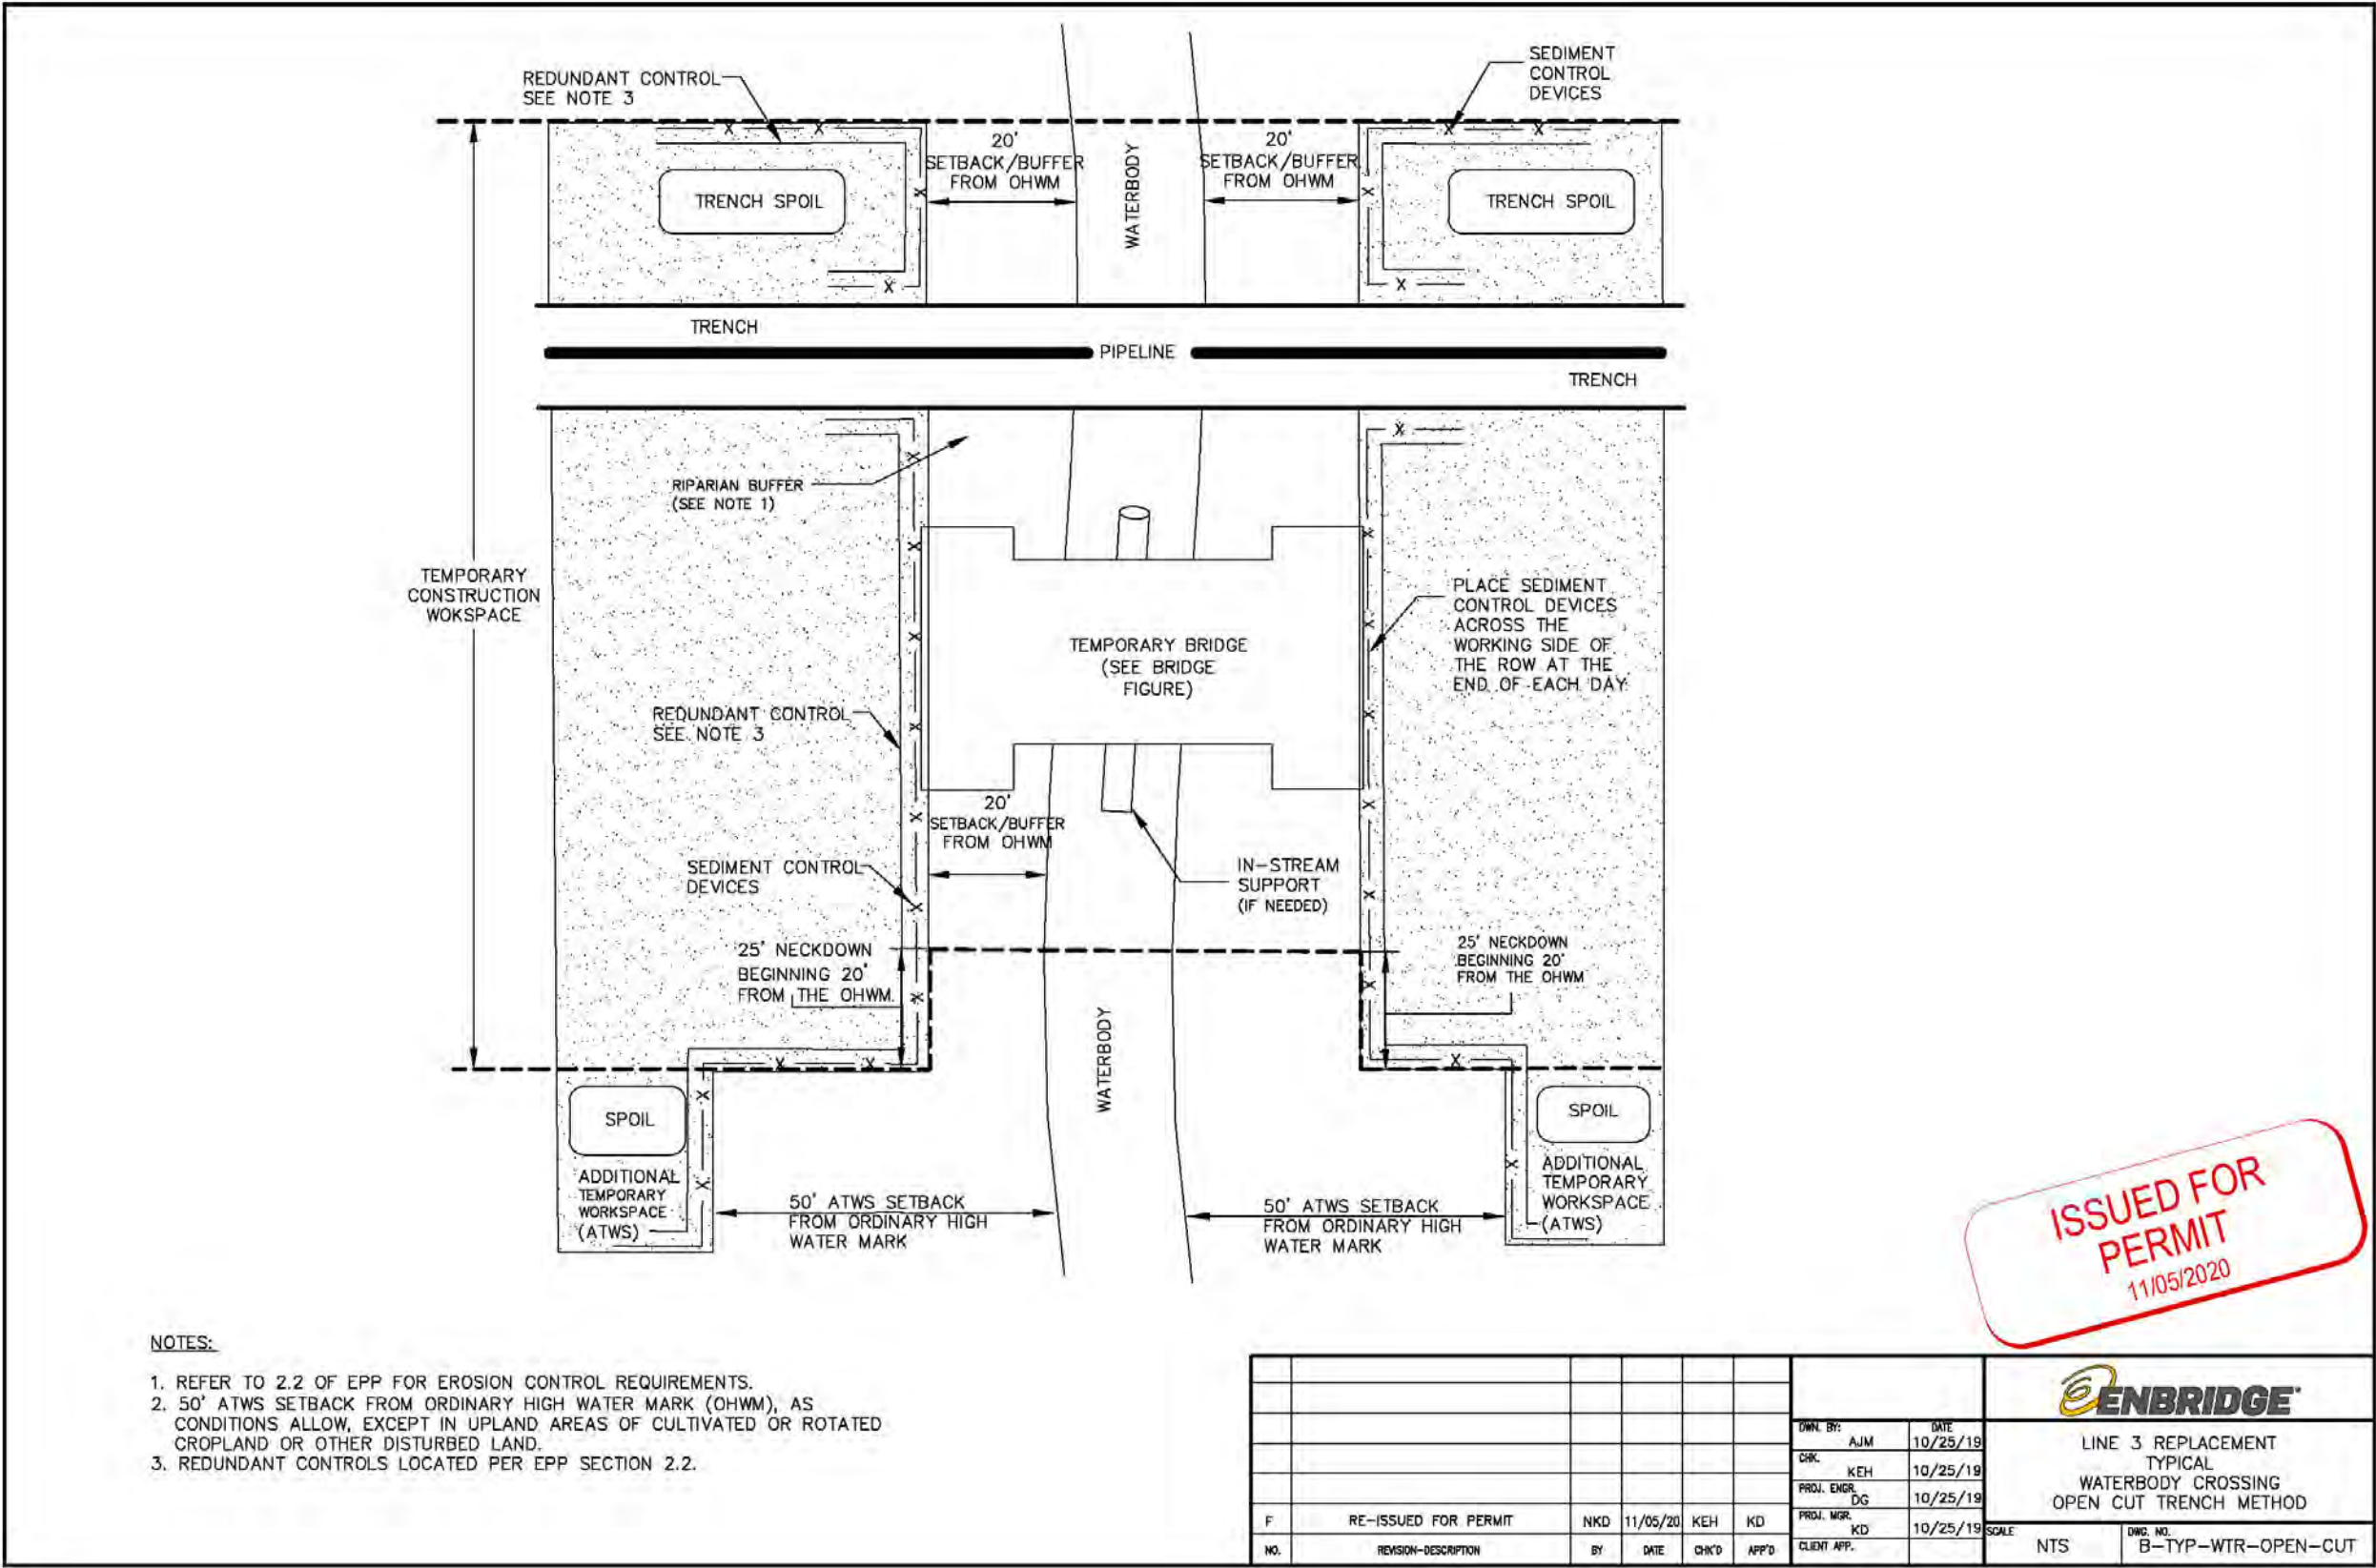 REDUNDANT CONTROL
SEE NOTE 3
SEDIMENT
CONTROL
DEVICES
20'
SETBACK/BUFFER
FROM OHWM
WATERBODY
20'
SETBACK/BUFFER
FROM OHWM
TRENCH SPOIL
TRENCH SPOIL
TRENCH
PIPELINE
TRENCH
RIPARIAN BUFFER
(SEE NOTE 1)
TEMPORARY
CONSTRUCTION
WOKSPACE
TEMPORARY BRIDGE
(SEE BRIDGE
FIGURE)
PLACE SEDIMENT
CONTROL DEVICES
ACROSS THE
WORKING SIDE OF
THE ROW AT THE
END OF EACH DAY
REDUNDANT CONTROL
SEE NOTE 3
20'
SETBACK/BUFFER
FROM OHWM
SEDIMENT CONTROL
DEVICES
IN-STREAM
SUPPORT
(IF NEEDED)
25' NECKDOWN
BEGINNING 20'
FROM THE OHWM.
25' NECKDOWN
BEGINNING 20'
FROM THE OHWM
WATERBODY
SPOIL
SPOIL
ADDITIONAL
TEMPORARY
WORKSPACE
(ATWS)
50' ATWS SETBACK
FROM ORDINARY HIGH
WATER MARK
50' ATWS SETBACK
FROM ORDINARY HIGH
WATER MARK
ADDITIONAL
TEMPORARY
WORKSPACE
(ATWS)
ISSUED FOR
PERMIT
11/05/2020
NOTES:
1. REFER TO 2.2 OF EPP FOR EROSION CONTROL REQUIREMENTS.
2. 50' ATWS SETBACK FROM ORDINARY HIGH WATER MARK (OHWM), AS
CONDITIONS ALLOW, EXCEPT IN UPLAND AREAS OF CULTIVATED OR ROTATED
CROPLAND OR OTHER DISTURBED LAND.
3. REDUNDANT CONTROLS LOCATED PER EPP SECTION 2.2.
F RE-ISSUED FOR PERMIT NKD 11/05/20 KEH KD
NO. REVISION-DESCRIPTION BY DATE CHK'D APP'D
DWN. BY: DATE
AJM 10/25/19
CHK.
KEH 10/25/19
PROJ. ENGR.
DG 10/25/19
PROJ. MGR.
KD 10/25/19
CLIENT APP.
ENBRIDGE
LINE 3 REPLACEMENT
TYPICAL
WATERBODY CROSSING
OPEN CUT TRENCH METHOD
SCALE
NTS
DWG. NO.
B-TYP-WTR-OPEN-CUT